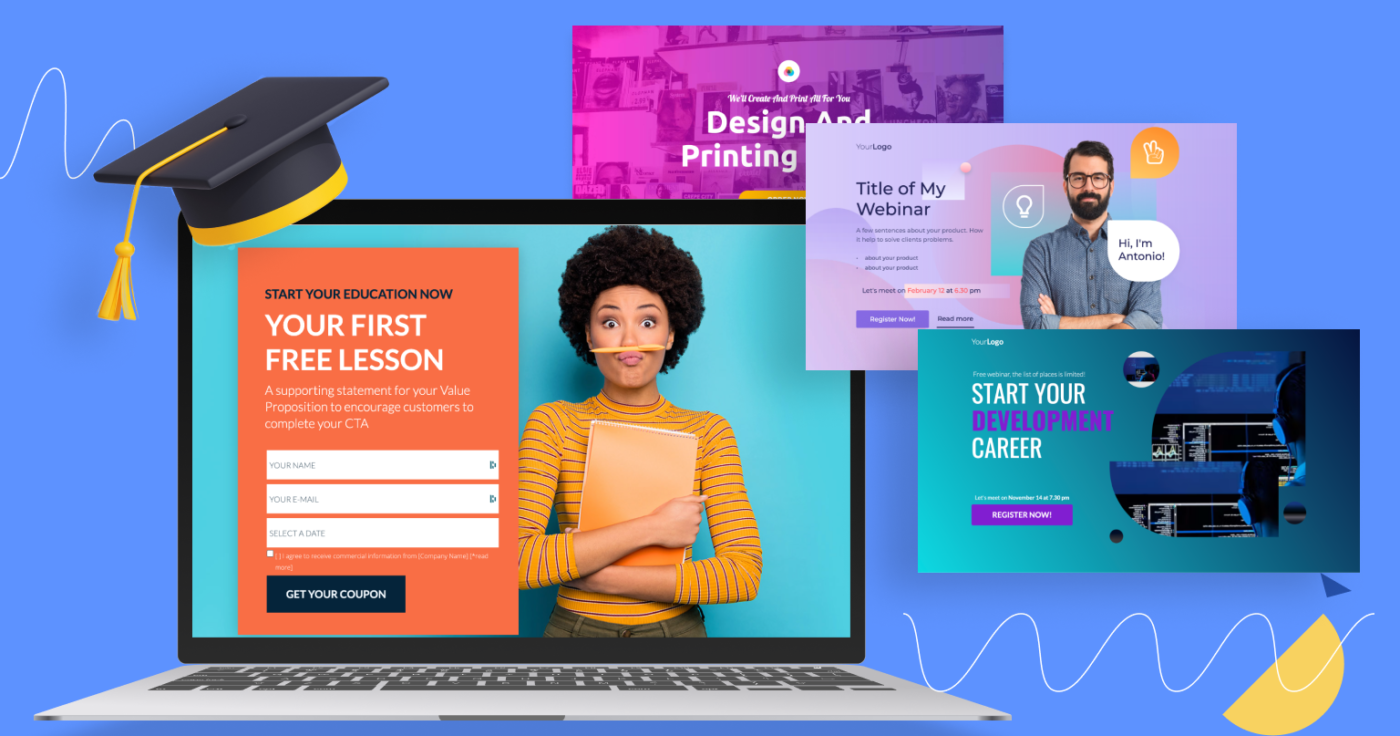 We'll Create And Print All For You
Design And
Printing
YourLogo
Title of My
Webinar
A few sentences about your product. How
it help to solve clients problems.
- about your product
- about your product
Let's meet on February 12 at 6.30 pm
Register Now!
Read more
Hi, I'm
Antonio!
START YOUR EDUCATION NOW
YOUR FIRST
FREE LESSON
A supporting statement for your Value
Proposition to encourage customers to
complete your CTA
YOUR NAME
YOUR E-MAIL
SELECT A DATE
[ ] I agree to receive commercial information from [Company Name] [*read
more]
GET YOUR COUPON
YourLogo
Free webinar, the list of places is limited!
START YOUR
DEVELOPMENT
CAREER
Let's meet on November 14 at 7.30 pm
REGISTER NOW!